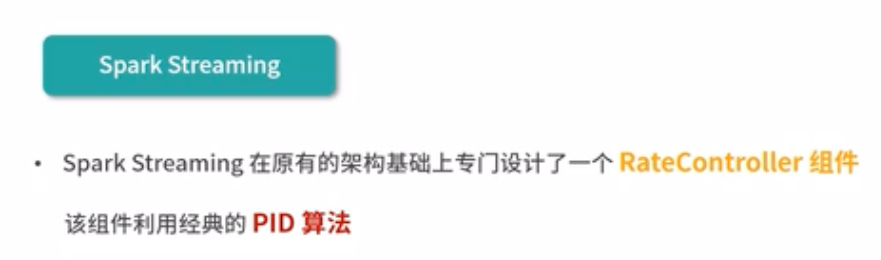 Spark Streaming
• Spark Streaming 在原有的架构基础上专门设计了一个 RateController 组件
该组件利用经典的 PID 算法